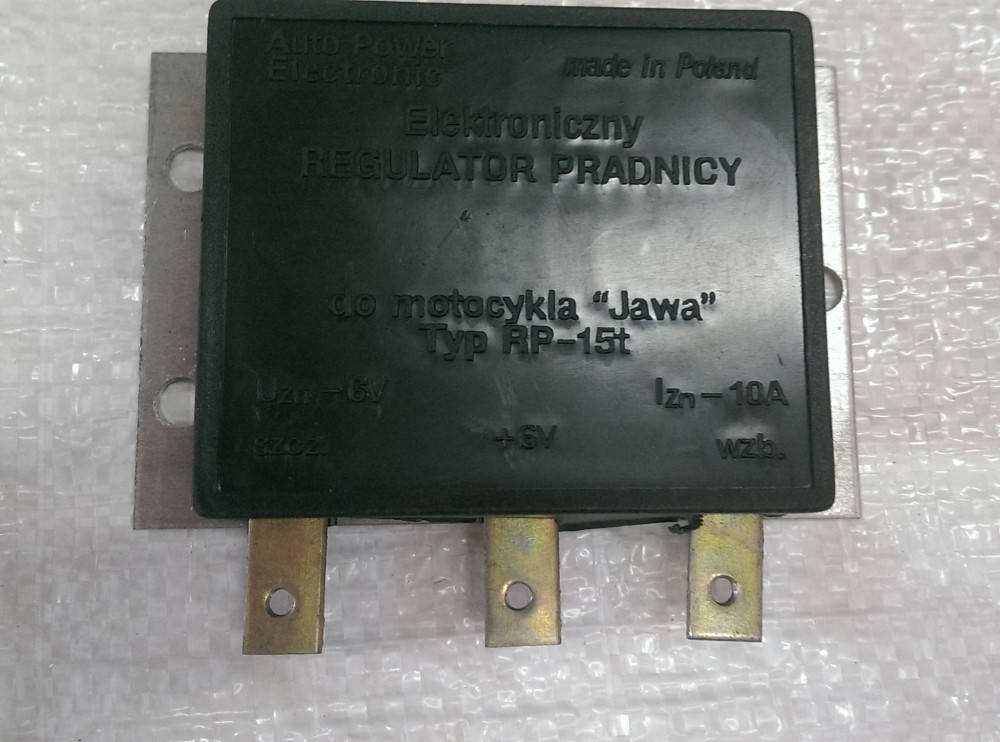 Auto Power
Electronic
made in Poland
Elektroniczny
REGULATOR PRADNICY
do motocykla "Jawa"
Typ RP-15t
Uzn.-6V
Izn-10A
szcz.
+6V
wzb.